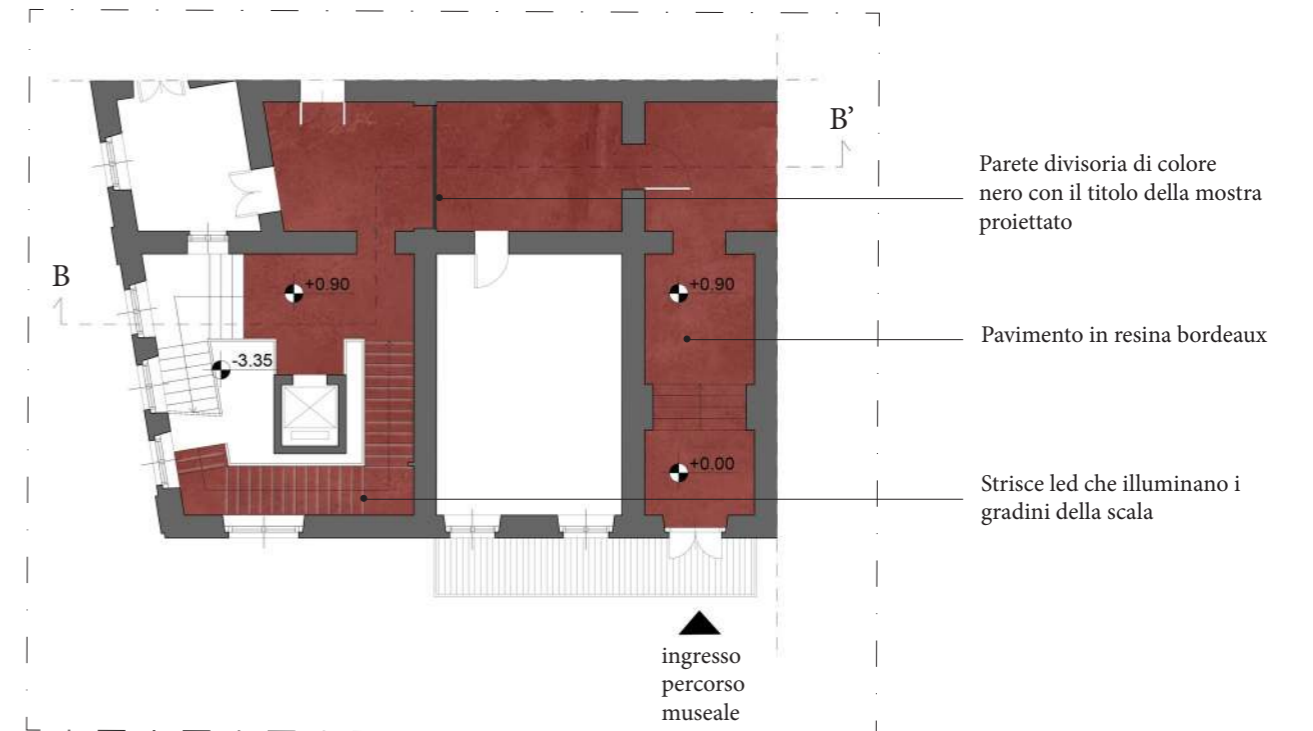 B’
Parete divisoria di colore
nero con il titolo della mostra
proiettato
B
+0.90
+0.90
-3.35
Pavimento in resina bordeaux
+0.00
Strisce led che illuminano i
gradini della scala
ingresso
percorso
museale